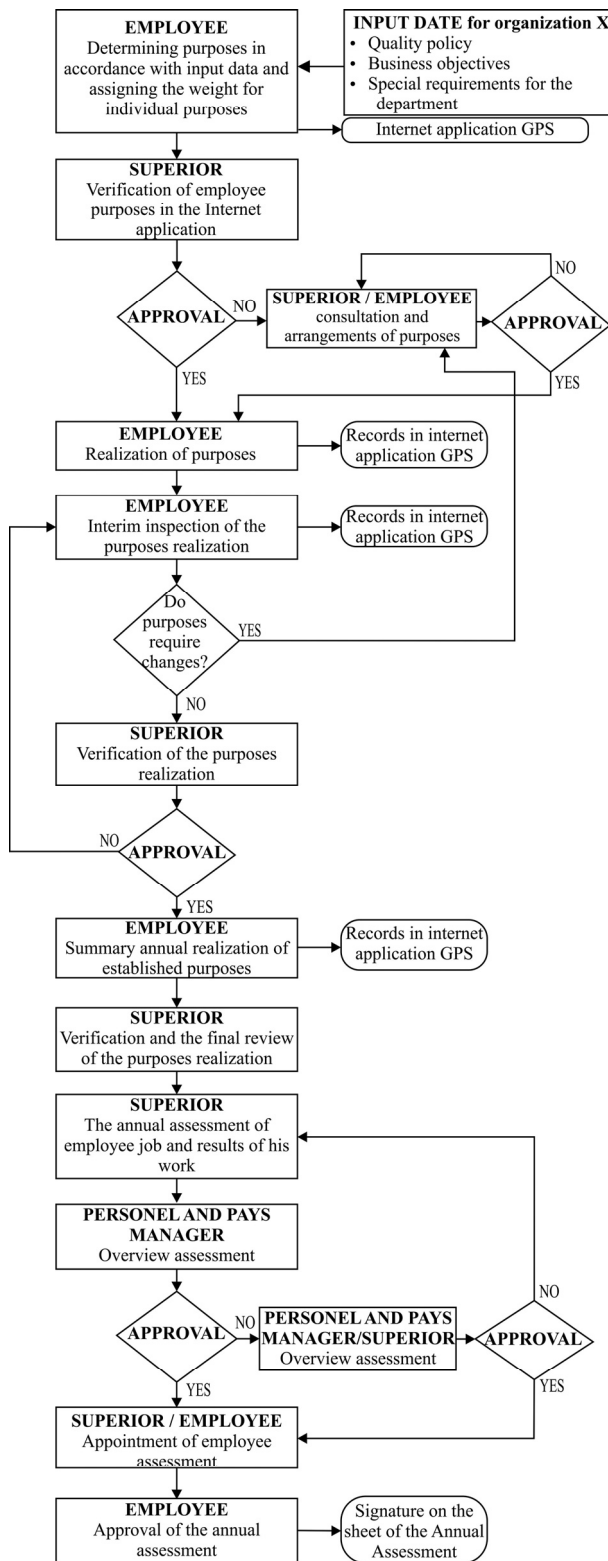 EMPLOYEE
Determining purposes in
accordance with input data and
assigning the weight for
individual purposes
INPUT DATE for organization X
• Quality policy
• Business objectives
• Special requirements for the
department
Internet application GPS
SUPERIOR
Verification of employee
purposes in the Internet
application
APPROVAL
NO
YES
SUPERIOR / EMPLOYEE
consultation and
arrangements of purposes
NO
APPROVAL
YES
EMPLOYEE
Realization of purposes
Records in internet
application GPS
EMPLOYEE
Interim inspection of the
purposes realization
Records in internet
application GPS
Do
purposes
require
changes?
YES
NO
SUPERIOR
Verification of the purposes
realization
NO
APPROVAL
YES
EMPLOYEE
Summary annual realization of
established purposes
Records in internet
application GPS
SUPERIOR
Verification and the final review
of the purposes realization
SUPERIOR
The annual assessment of
employee job and results of his
work
PERSONEL AND PAYS
MANAGER
Overview assessment
APPROVAL
NO
YES
PERSONEL AND PAYS
MANAGER/SUPERIOR
Overview assessment
NO
APPROVAL
YES
SUPERIOR / EMPLOYEE
Appointment of employee
assessment
EMPLOYEE
Approval of the annual
assessment
Signature on the
sheet of the Annual
Assessment